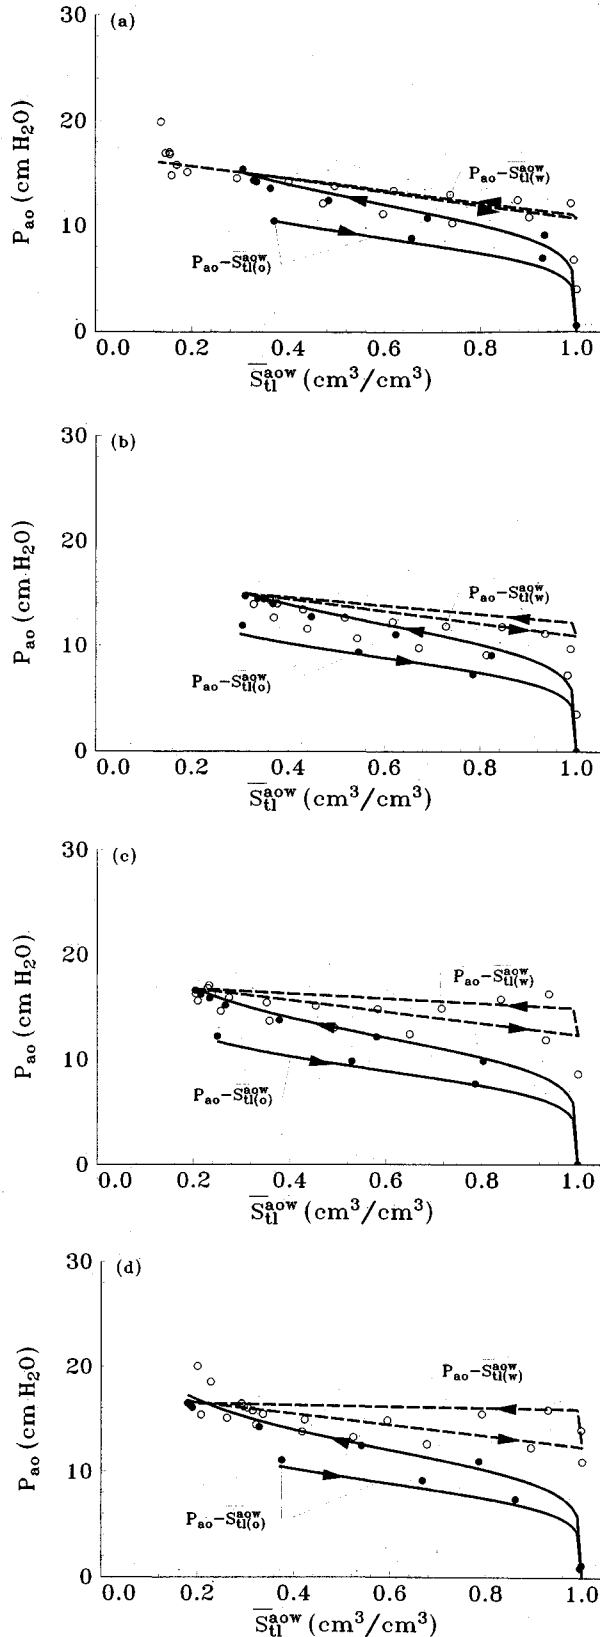 (a)
30
20
10
0
P_ao (cm H₂O)
P_ao–S̅_tl(w)^aow
P_ao–S̅_tl(o)^aow
0.0 0.2 0.4 0.6 0.8 1.0
S̅_tl^aow (cm³/cm³)
(b)
30
20
10
0
P_ao (cm H₂O)
P_ao–S̅_tl(w)^aow
P_ao–S̅_tl(o)^aow
0.0 0.2 0.4 0.6 0.8 1.0
S̅_tl^aow (cm³/cm³)
(c)
30
20
10
0
P_ao (cm H₂O)
P_ao–S̅_tl(w)^aow
P_ao–S̅_tl(o)^aow
0.0 0.2 0.4 0.6 0.8 1.0
S̅_tl^aow (cm³/cm³)
(d)
30
20
10
0
P_ao (cm H₂O)
P_ao–S̅_tl(w)^aow
P_ao–S̅_tl(o)^aow
0.0 0.2 0.4 0.6 0.8 1.0
S̅_tl^aow (cm³/cm³)